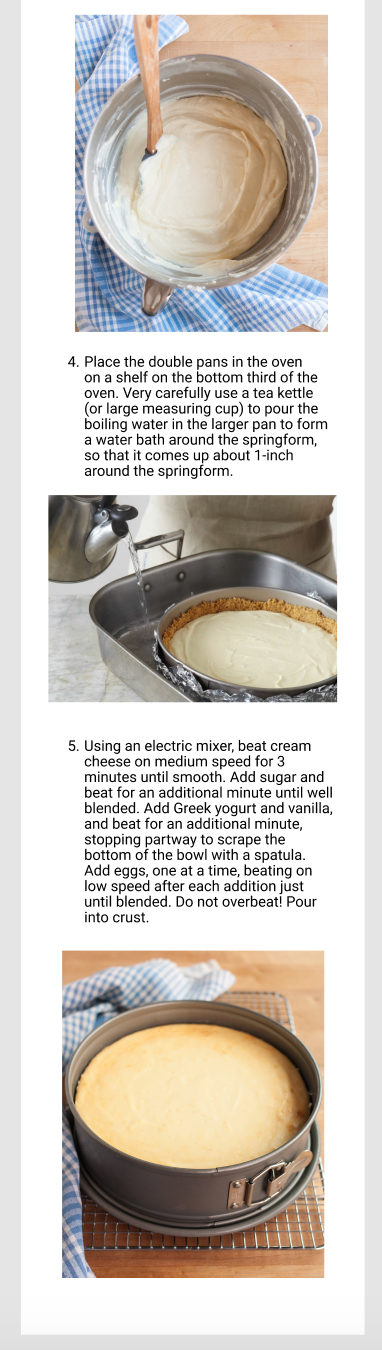 4. Place the double pans in the oven
on a shelf on the bottom third of the
oven. Very carefully use a tea kettle
(or large measuring cup) to pour the
boiling water in the larger pan to form
a water bath around the springform,
so that it comes up about 1-inch
around the springform.
5. Using an electric mixer, beat cream
cheese on medium speed for 3
minutes until smooth. Add sugar and
beat for an additional minute until well
blended. Add Greek yogurt and vanilla,
and beat for an additional minute,
stopping partway to scrape the
bottom of the bowl with a spatula.
Add eggs, one at a time, beating on
low speed after each addition just
until blended. Do not overbeat! Pour
into crust.